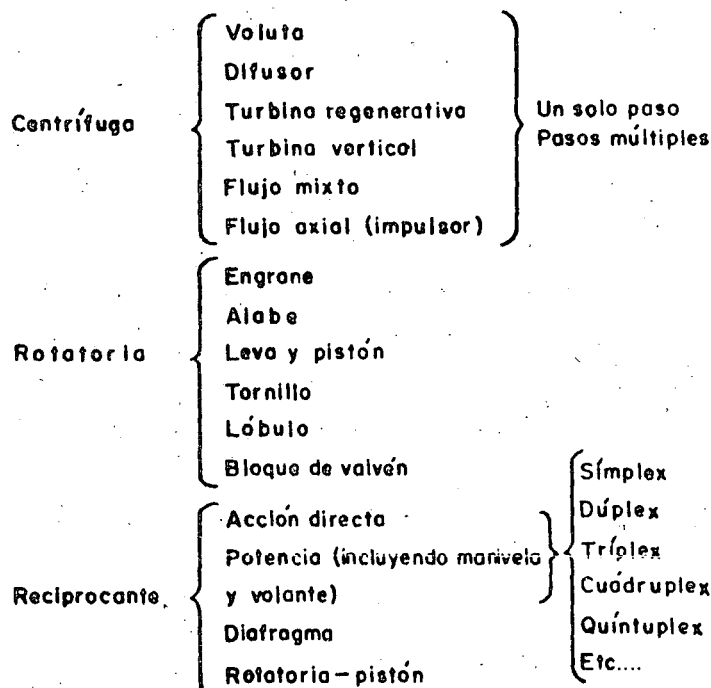 Centrífuga
Voluta
Difusor
Turbina regenerativa
Turbina vertical
Flujo mixto
Flujo axial (impulsor)
Un solo paso
Pasos múltiples
Rotatoria
Engrane
Alabe
Leva y pistón
Tornillo
Lóbulo
Bloque de vaivén
Reciprocante.
Acción directa
Potencia (incluyendo manivela
y volante)
Diafragma
Rotatoria-pistón
Símplex
Dúplex
Tríplex
Cuádruplex
Quíntuplex
Etc....